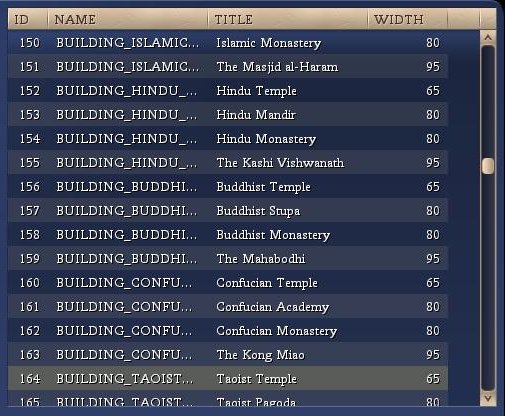 ID NAME TITLE WIDTH
150 BUILDING_ISLAMIC... Islamic Monastery 80
151 BUILDING_ISLAMIC... The Masjid al-Haram 95
152 BUILDING_HINDU_... Hindu Temple 65
153 BUILDING_HINDU_... Hindu Mandir 80
154 BUILDING_HINDU_... Hindu Monastery 80
155 BUILDING_HINDU_... The Kashi Vishwanath 95
156 BUILDING_BUDDHI... Buddhist Temple 65
157 BUILDING_BUDDHI... Buddhist Stupa 80
158 BUILDING_BUDDHI... Buddhist Monastery 80
159 BUILDING_BUDDHI... The Mahabodhi 95
160 BUILDING_CONFU... Confucian Temple 65
161 BUILDING_CONFU... Confucian Academy 80
162 BUILDING_CONFU... Confucian Monastery 80
163 BUILDING_CONFU... The Kong Miao 95
164 BUILDING_TAOIST... Taoist Temple 65
165 BUILDING_TAOIST... Taoist Pagoda 80